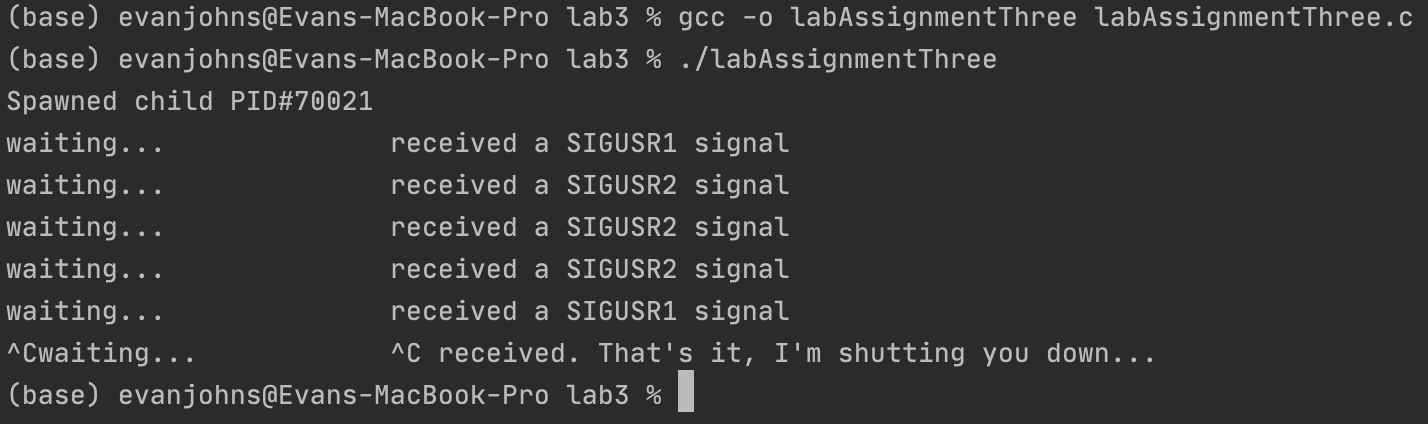 (base) evanjohns@Evans-MacBook-Pro lab3 % gcc -o labAssignmentThree labAssignmentThree.c
(base) evanjohns@Evans-MacBook-Pro lab3 % ./labAssignmentThree
Spawned child PID#70021
waiting...              received a SIGUSR1 signal
waiting...              received a SIGUSR2 signal
waiting...              received a SIGUSR2 signal
waiting...              received a SIGUSR2 signal
waiting...              received a SIGUSR1 signal
^Cwaiting...            ^C received. That's it, I'm shutting you down...
(base) evanjohns@Evans-MacBook-Pro lab3 %